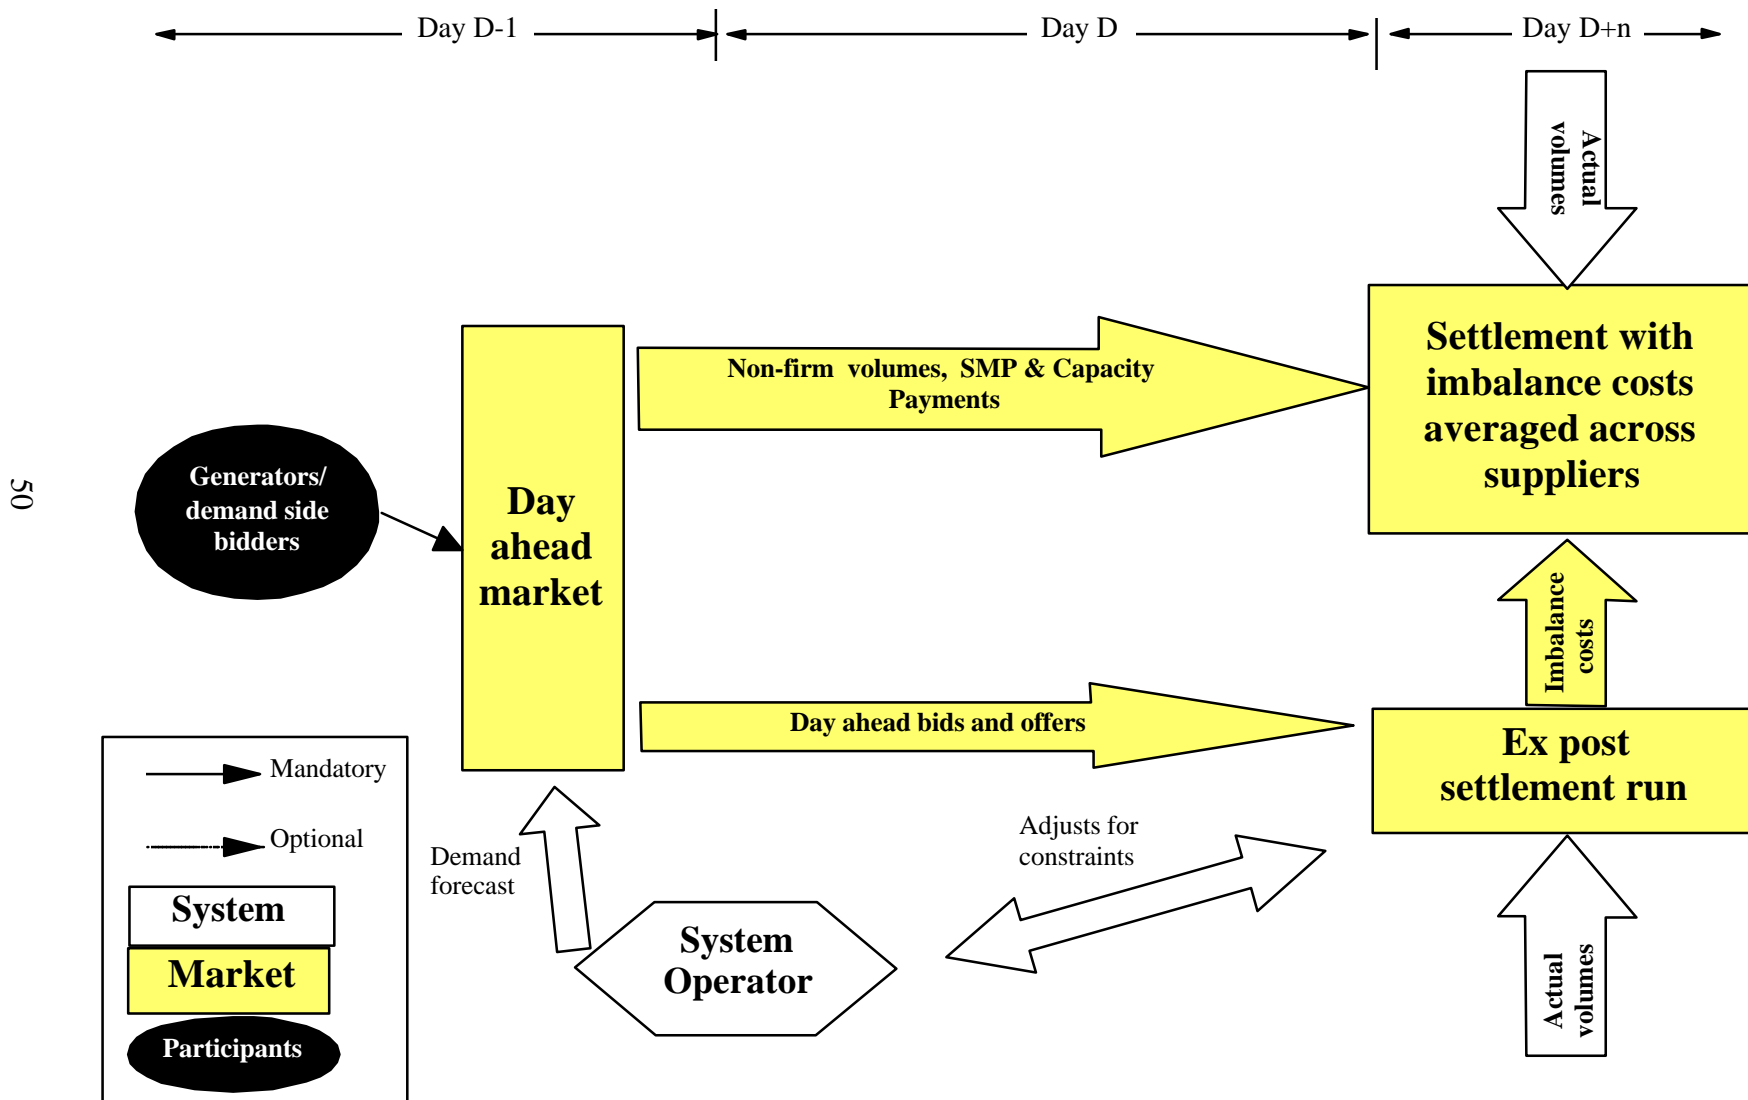 Day D-1
Day D
Day D+n
Actual
volumes
Settlement with
imbalance costs
averaged across
suppliers
Non-firm volumes, SMP & Capacity
Payments
Generators/
demand side
bidders
Day
ahead
market
50
Imbalance
costs
Day ahead bids and offers
Ex post
settlement run
Mandatory
Optional
System
Market
Participants
Demand
forecast
Adjusts for
constraints
System
Operator
Actual
volumes